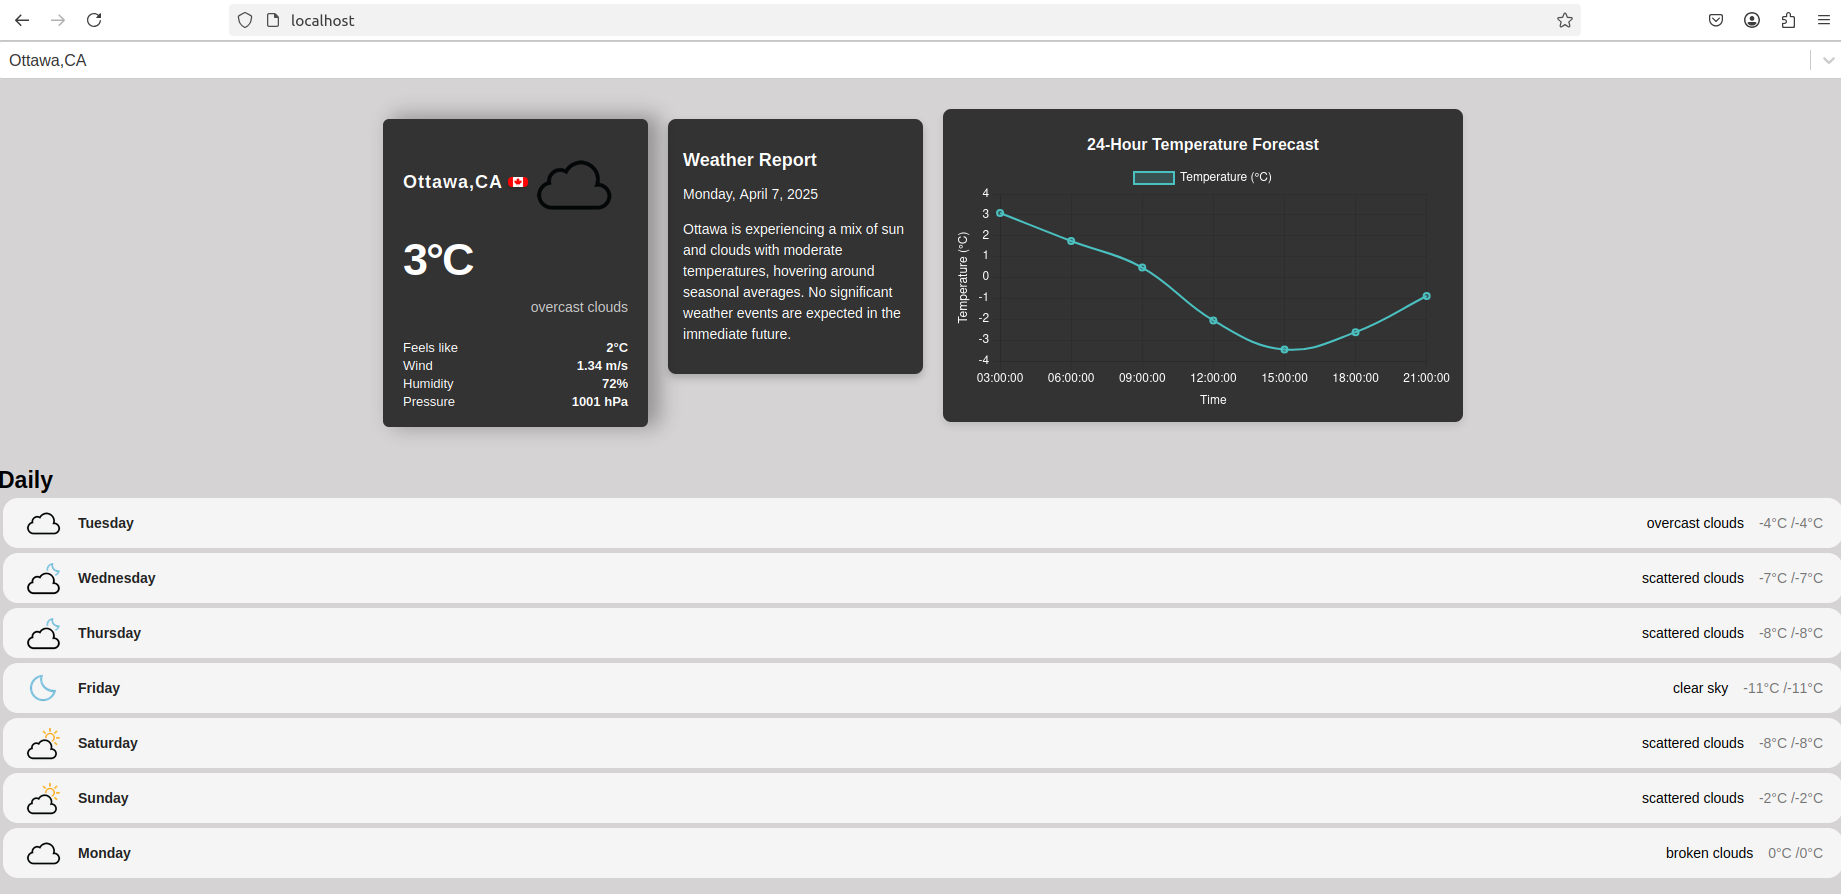 localhost
Ottawa,CA
Ottawa,CA
3°C
overcast clouds
Feels like 2°C
Wind 1.34 m/s
Humidity 72%
Pressure 1001 hPa
Weather Report
Monday, April 7, 2025
Ottawa is experiencing a mix of sun
and clouds with moderate
temperatures, hovering around
seasonal averages. No significant
weather events are expected in the
immediate future.
24-Hour Temperature Forecast
Temperature (°C)
Temperature (°C)
4
3
2
1
0
-1
-2
-3
-4
03:00:00 06:00:00 09:00:00 12:00:00 15:00:00 18:00:00 21:00:00
Time
Daily
Tuesday overcast clouds -4°C /-4°C
Wednesday scattered clouds -7°C /-7°C
Thursday scattered clouds -8°C /-8°C
Friday clear sky -11°C /-11°C
Saturday scattered clouds -8°C /-8°C
Sunday scattered clouds -2°C /-2°C
Monday broken clouds 0°C /0°C